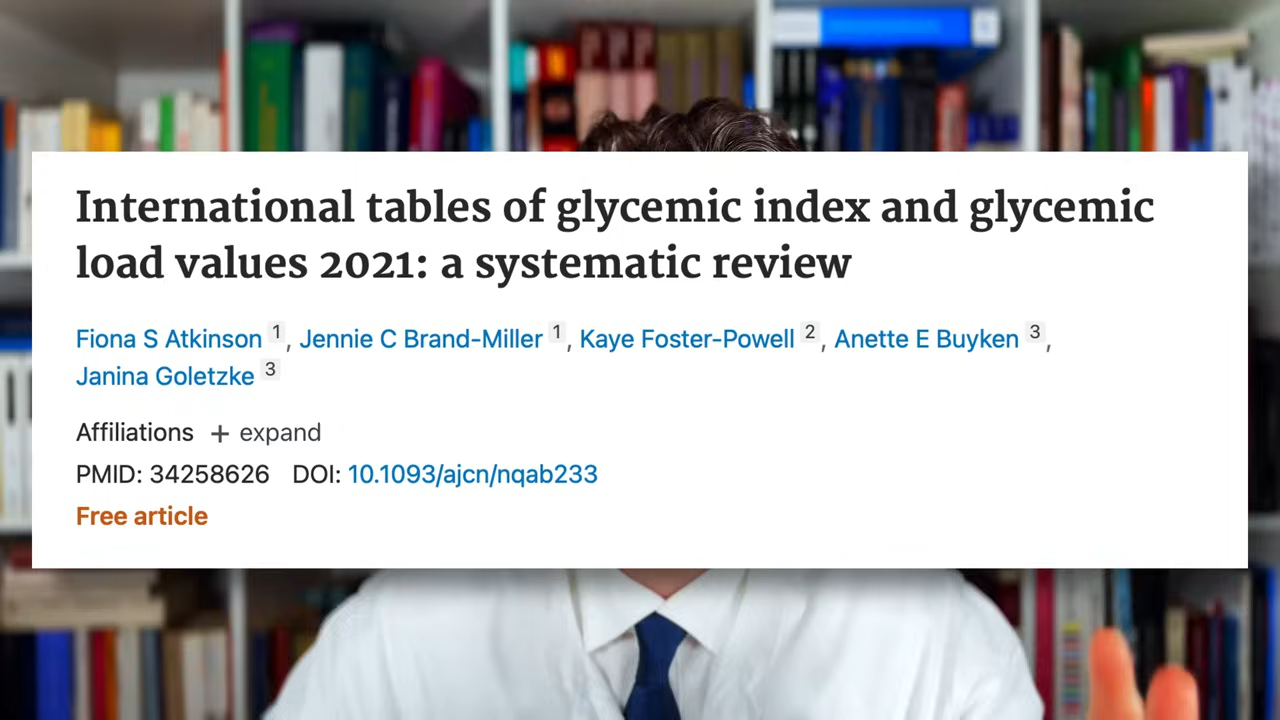 International tables of glycemic index and glycemic
load values 2021: a systematic review
Fiona S Atkinson 1, Jennie C Brand-Miller 1, Kaye Foster-Powell 2, Anette E Buyken 3,
Janina Goletzke 3
Affiliations + expand
PMID: 34258626 DOI: 10.1093/ajcn/nqab233
Free article